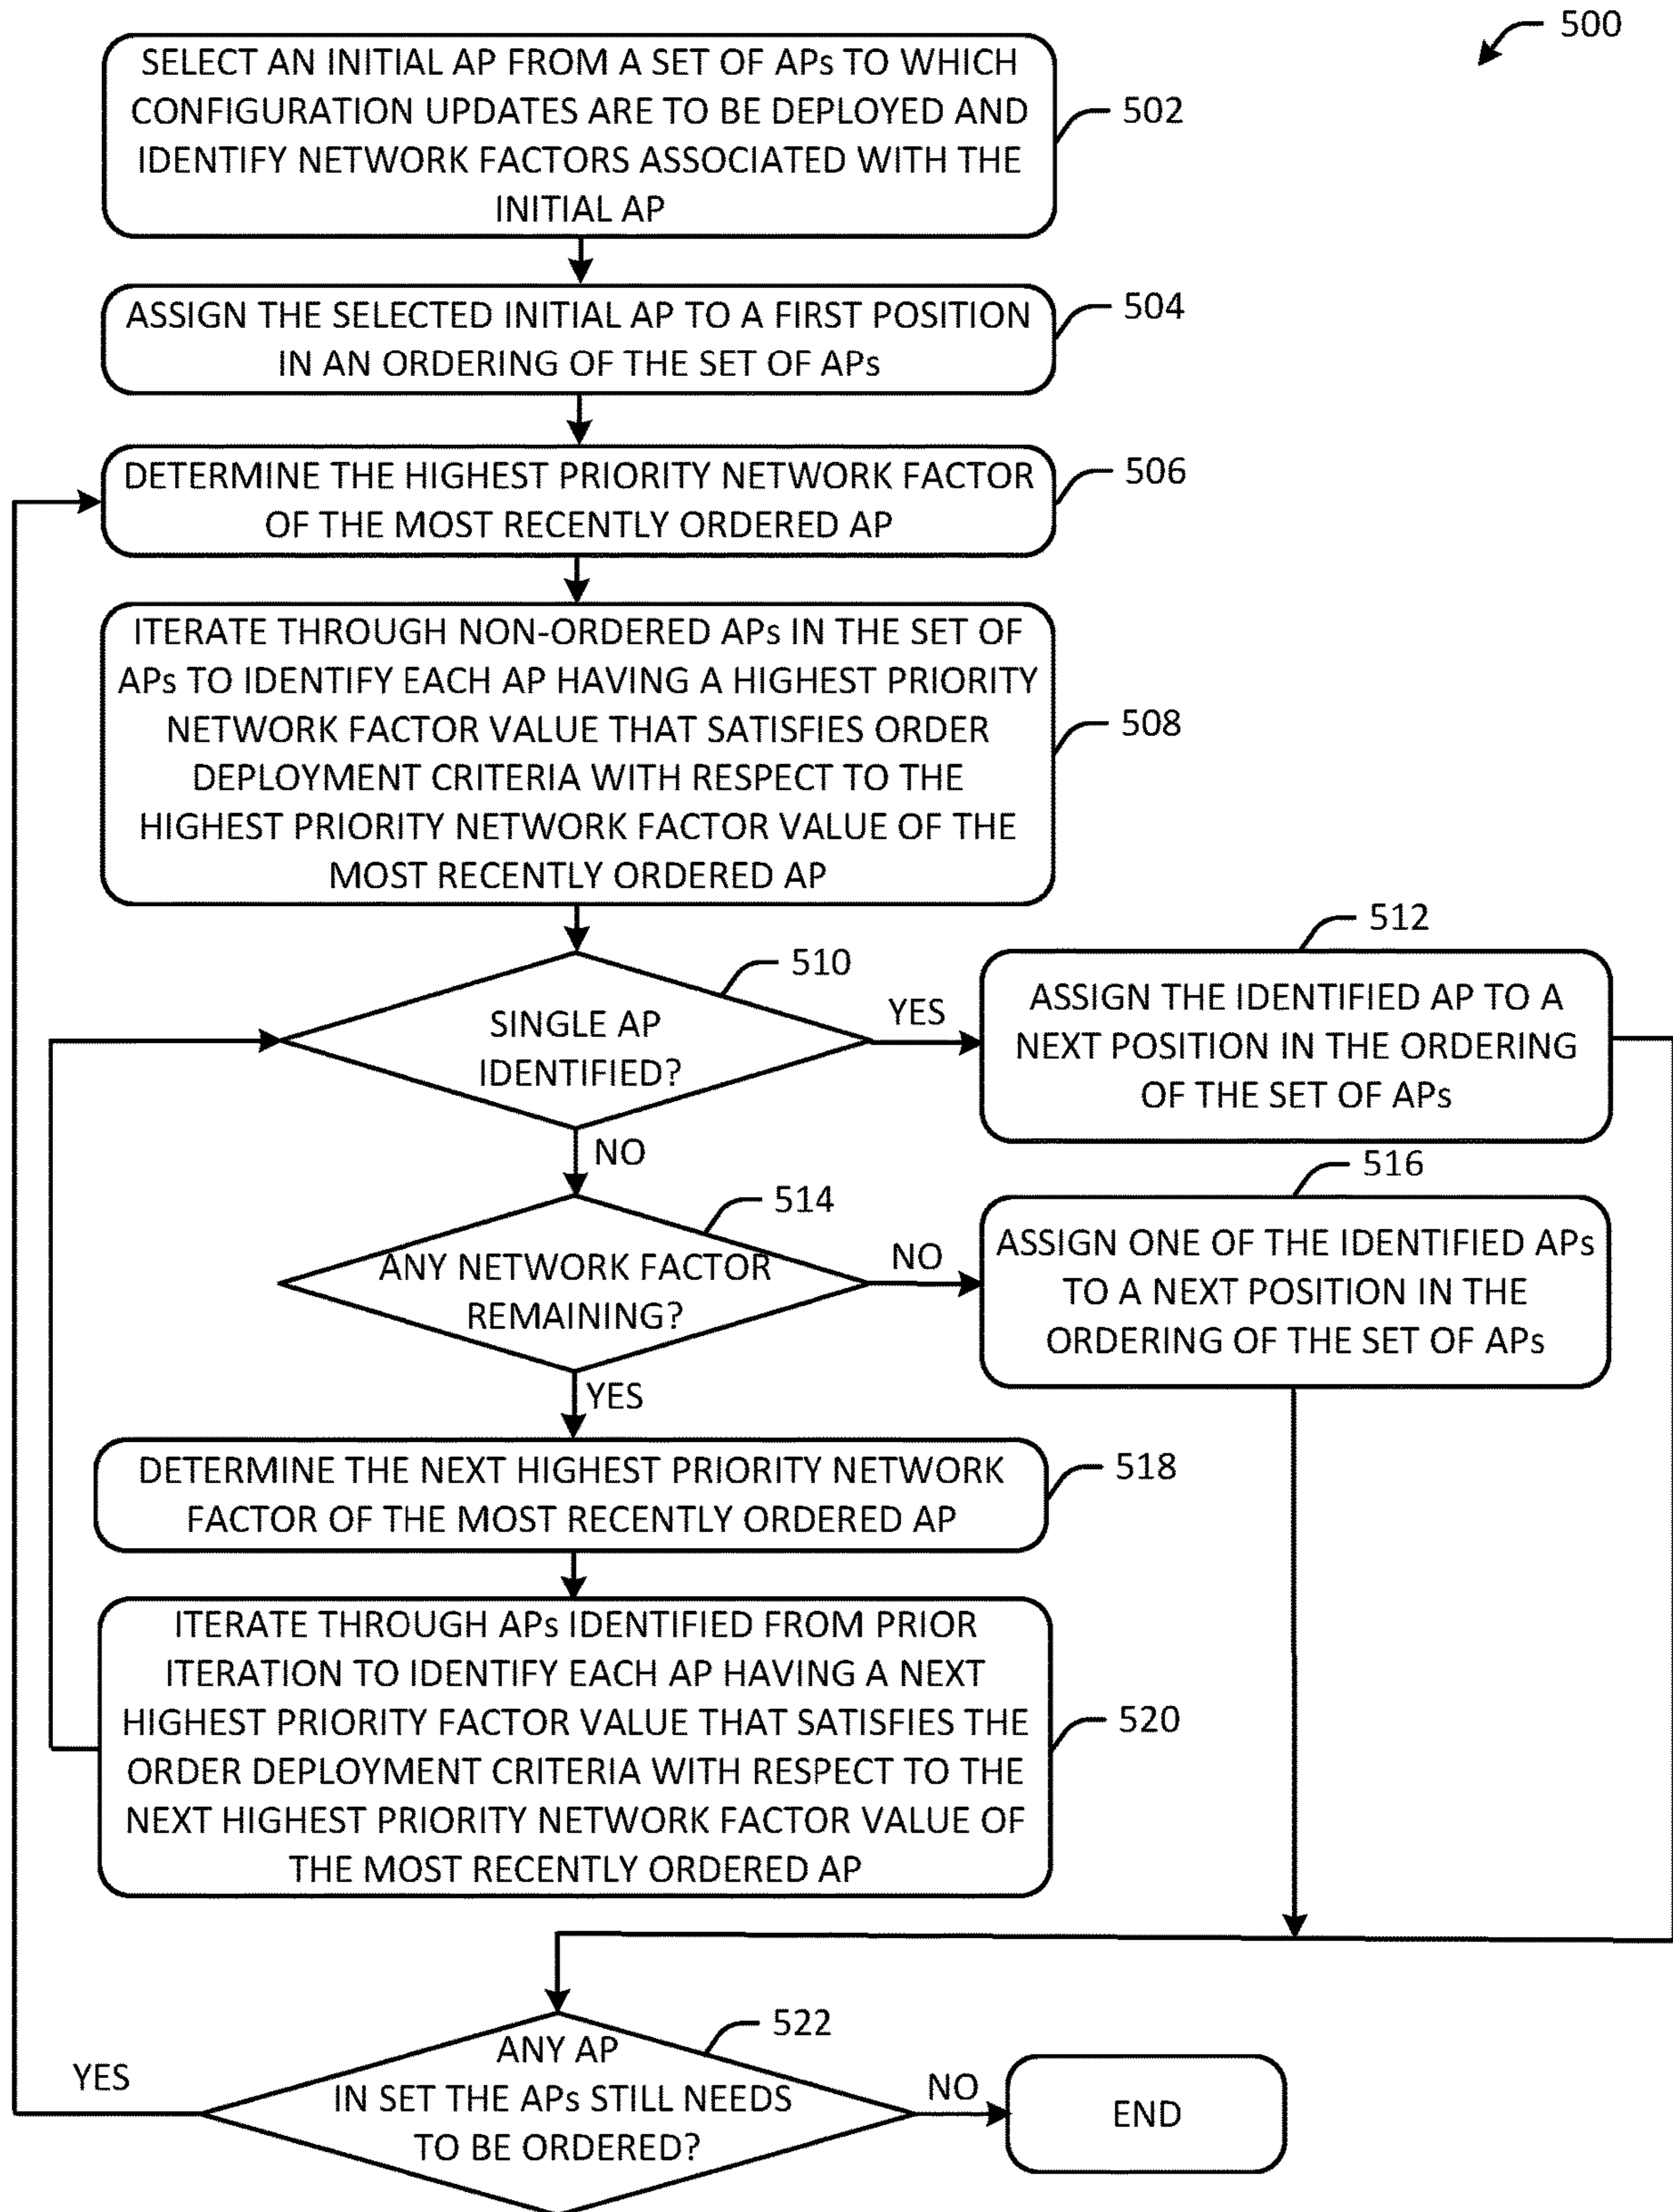 500
SELECT AN INITIAL AP FROM A SET OF APs TO WHICH
CONFIGURATION UPDATES ARE TO BE DEPLOYED AND
IDENTIFY NETWORK FACTORS ASSOCIATED WITH THE
INITIAL AP
502
ASSIGN THE SELECTED INITIAL AP TO A FIRST POSITION
IN AN ORDERING OF THE SET OF APs
504
DETERMINE THE HIGHEST PRIORITY NETWORK FACTOR
OF THE MOST RECENTLY ORDERED AP
506
ITERATE THROUGH NON-ORDERED APs IN THE SET OF
APs TO IDENTIFY EACH AP HAVING A HIGHEST PRIORITY
NETWORK FACTOR VALUE THAT SATISFIES ORDER
DEPLOYMENT CRITERIA WITH RESPECT TO THE
HIGHEST PRIORITY NETWORK FACTOR VALUE OF THE
MOST RECENTLY ORDERED AP
508
SINGLE AP
IDENTIFIED?
510
YES
ASSIGN THE IDENTIFIED AP TO A
NEXT POSITION IN THE ORDERING
OF THE SET OF APs
512
NO
ANY NETWORK FACTOR
REMAINING?
514
NO
ASSIGN ONE OF THE IDENTIFIED APs
TO A NEXT POSITION IN THE
ORDERING OF THE SET OF APs
516
YES
DETERMINE THE NEXT HIGHEST PRIORITY NETWORK
FACTOR OF THE MOST RECENTLY ORDERED AP
518
ITERATE THROUGH APs IDENTIFIED FROM PRIOR
ITERATION TO IDENTIFY EACH AP HAVING A NEXT
HIGHEST PRIORITY FACTOR VALUE THAT SATISFIES THE
ORDER DEPLOYMENT CRITERIA WITH RESPECT TO THE
NEXT HIGHEST PRIORITY NETWORK FACTOR VALUE OF
THE MOST RECENTLY ORDERED AP
520
ANY AP
IN SET THE APs STILL NEEDS
TO BE ORDERED?
522
YES
NO
END